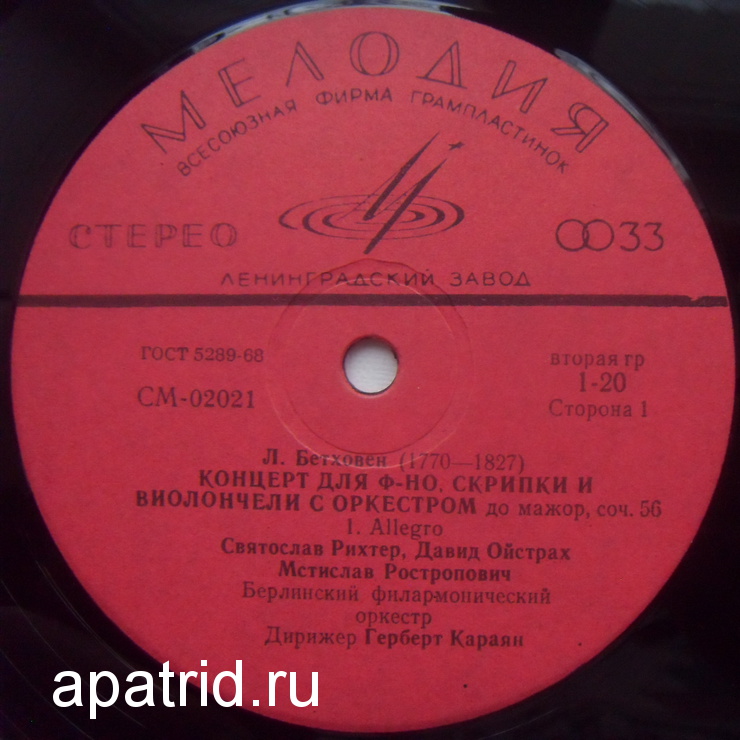 МЕЛОДИЯ
ВСЕСОЮЗНАЯ ФИРМА ГРАМПЛАСТИНОК
СТЕРЕО
33
ЛЕНИНГРАДСКИЙ ЗАВОД
ГОСТ 5289-68
вторая гр
СМ-02021
1-20
Сторона 1
Л. Бетховен (1770—1827)
КОНЦЕРТ ДЛЯ Ф-НО, СКРИПКИ И
ВИОЛОНЧЕЛИ С ОРКЕСТРОМ до мажор, соч. 56
1. Allegro
Святослав Рихтер, Давид Ойстрах
Мстислав Ростропович
Берлинский филармонический
оркестр
Дирижер Герберт Караян
apatrid.ru